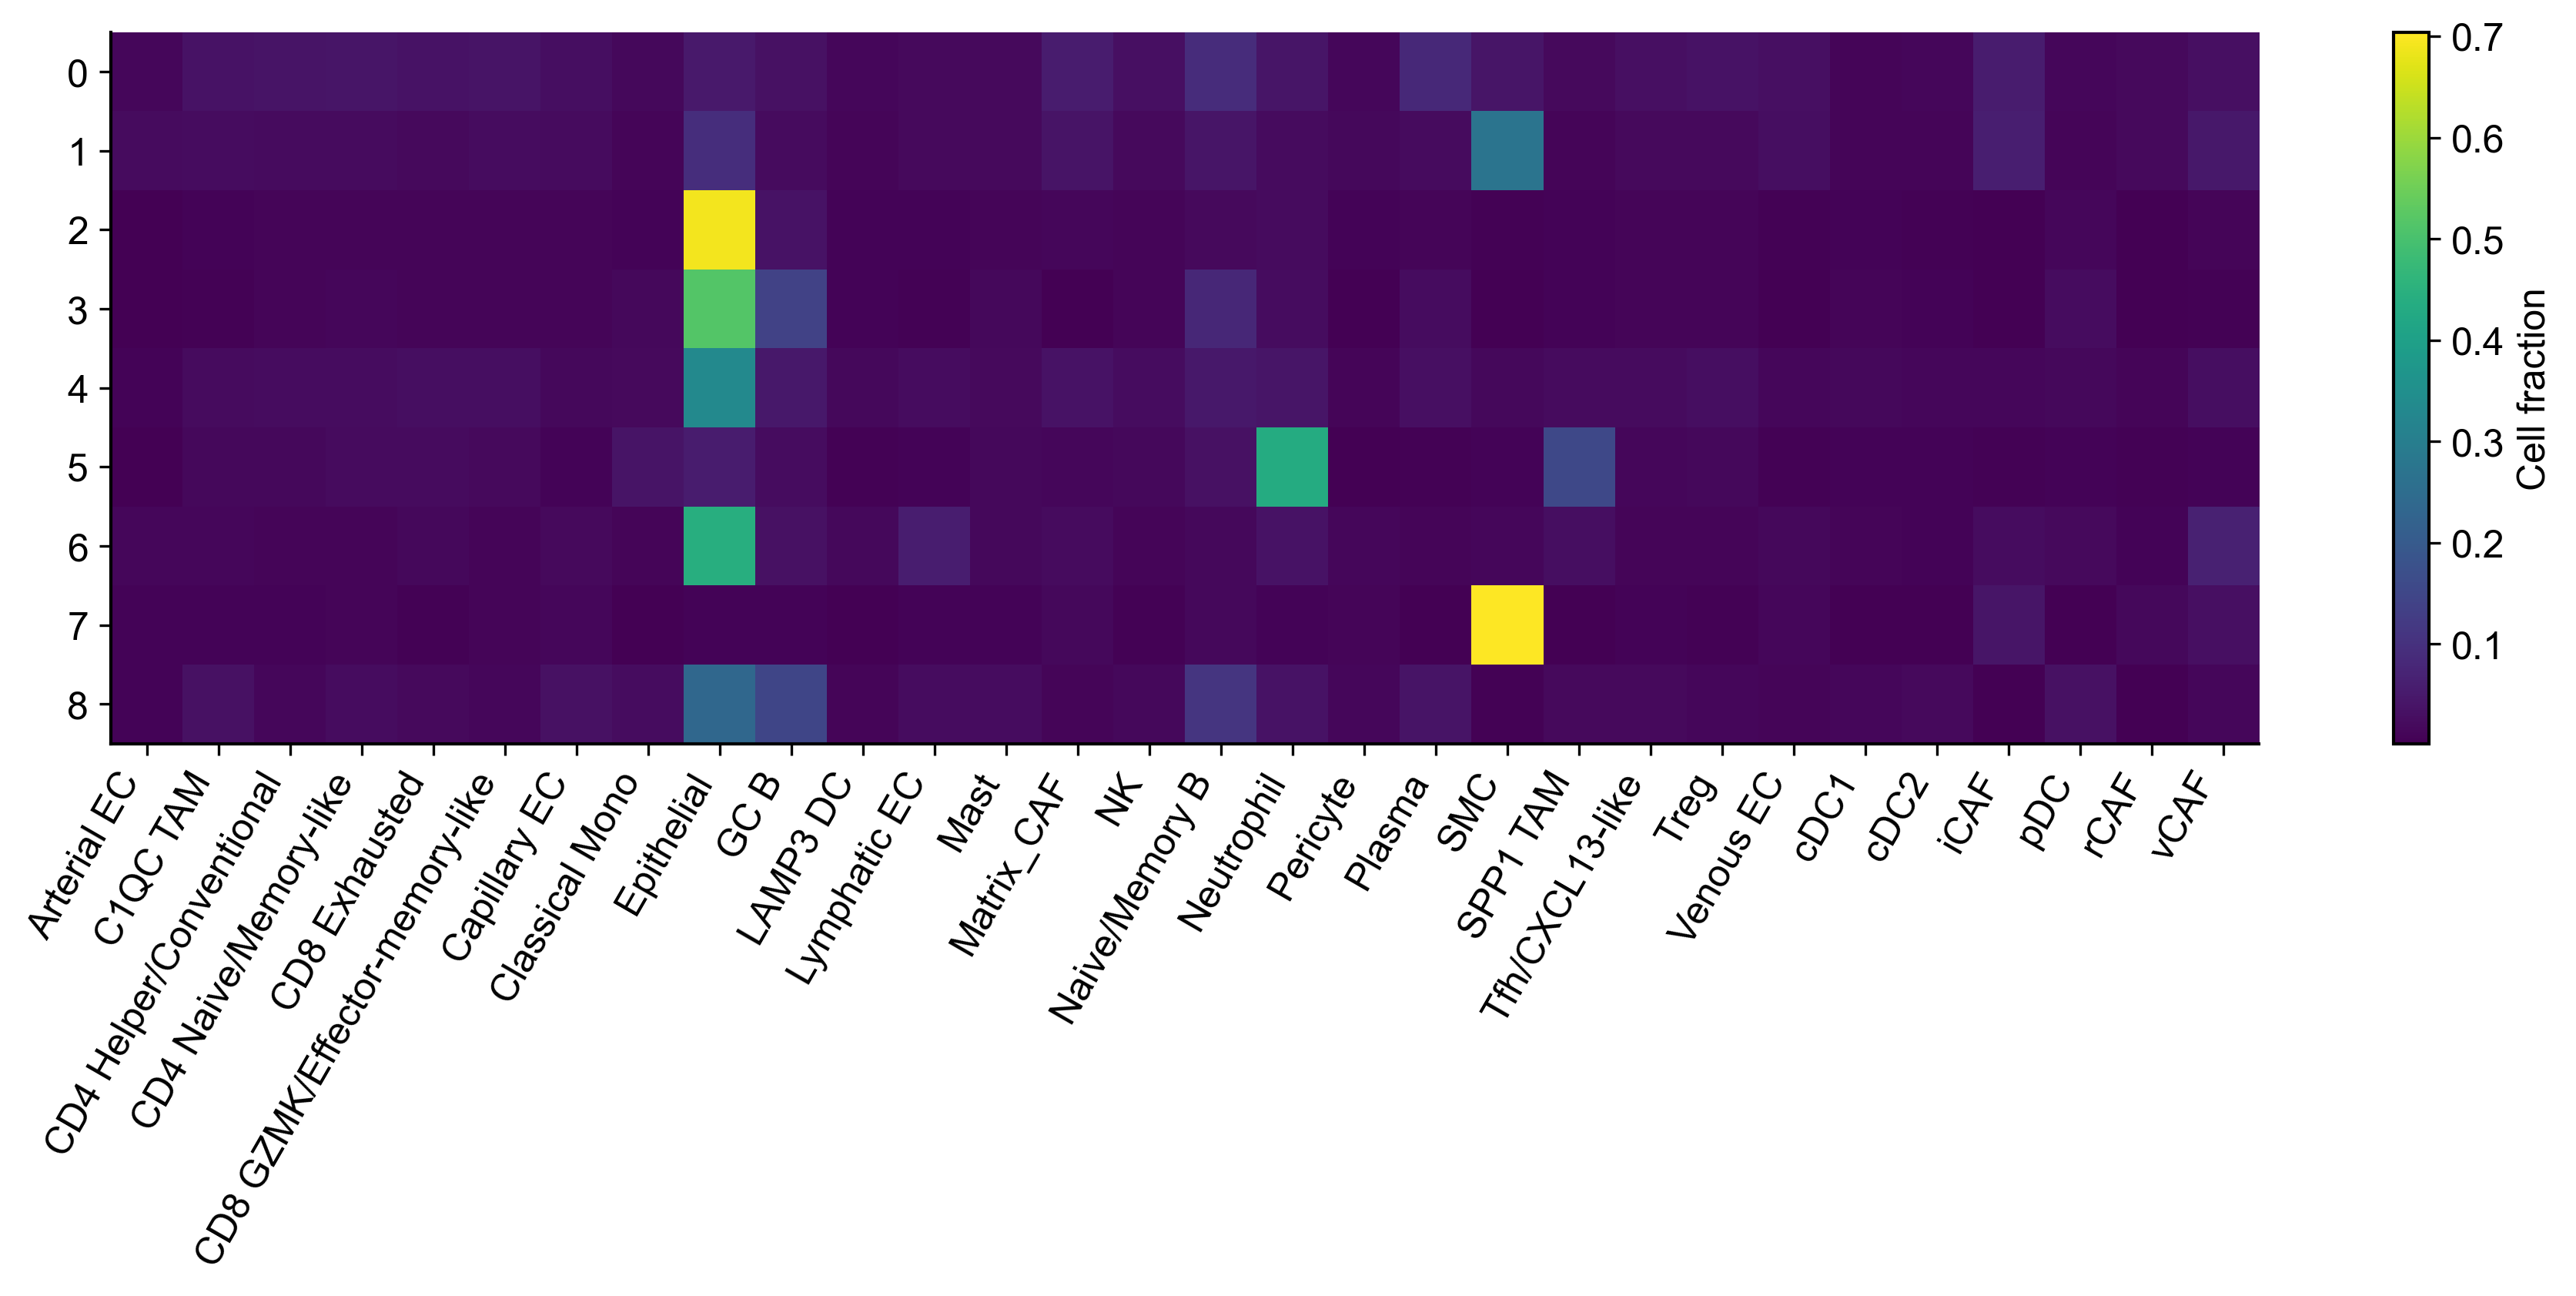 0
1
2
3
4
5
6
7
8
Arterial EC
C1QC TAM
CD4 Helper/Conventional
CD4 Naive/Memory-like
CD8 Exhausted
CD8 GZMK/Effector-memory-like
Capillary EC
Classical Mono
Epithelial
GC B
LAMP3 DC
Lymphatic EC
Mast
Matrix_CAF
NK
Naive/Memory B
Neutrophil
Pericyte
Plasma
SMC
SPP1 TAM
Tfh/CXCL13-like
Treg
Venous EC
cDC1
cDC2
iCAF
pDC
rCAF
vCAF
0.7
0.6
0.5
0.4
0.3
0.2
0.1
Cell fraction